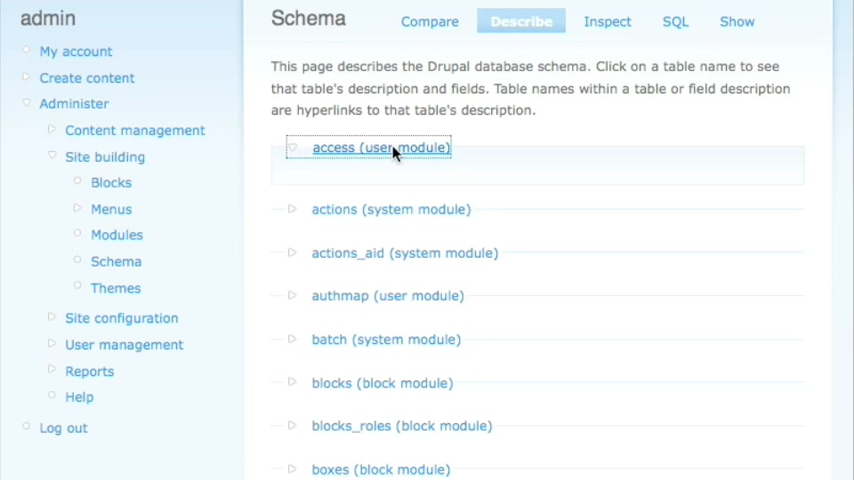 admin
My account
Create content
Administer
Content management
Site building
Blocks
Menus
Modules
Schema
Themes
Site configuration
User management
Reports
Help
Log out
Schema
Compare
Describe
Inspect
SQL
Show
This page describes the Drupal database schema. Click on a table name to see
that table's description and fields. Table names within a table or field description
are hyperlinks to that table's description.
access (user module)
actions (system module)
actions_aid (system module)
authmap (user module)
batch (system module)
blocks (block module)
blocks_roles (block module)
boxes (block module)